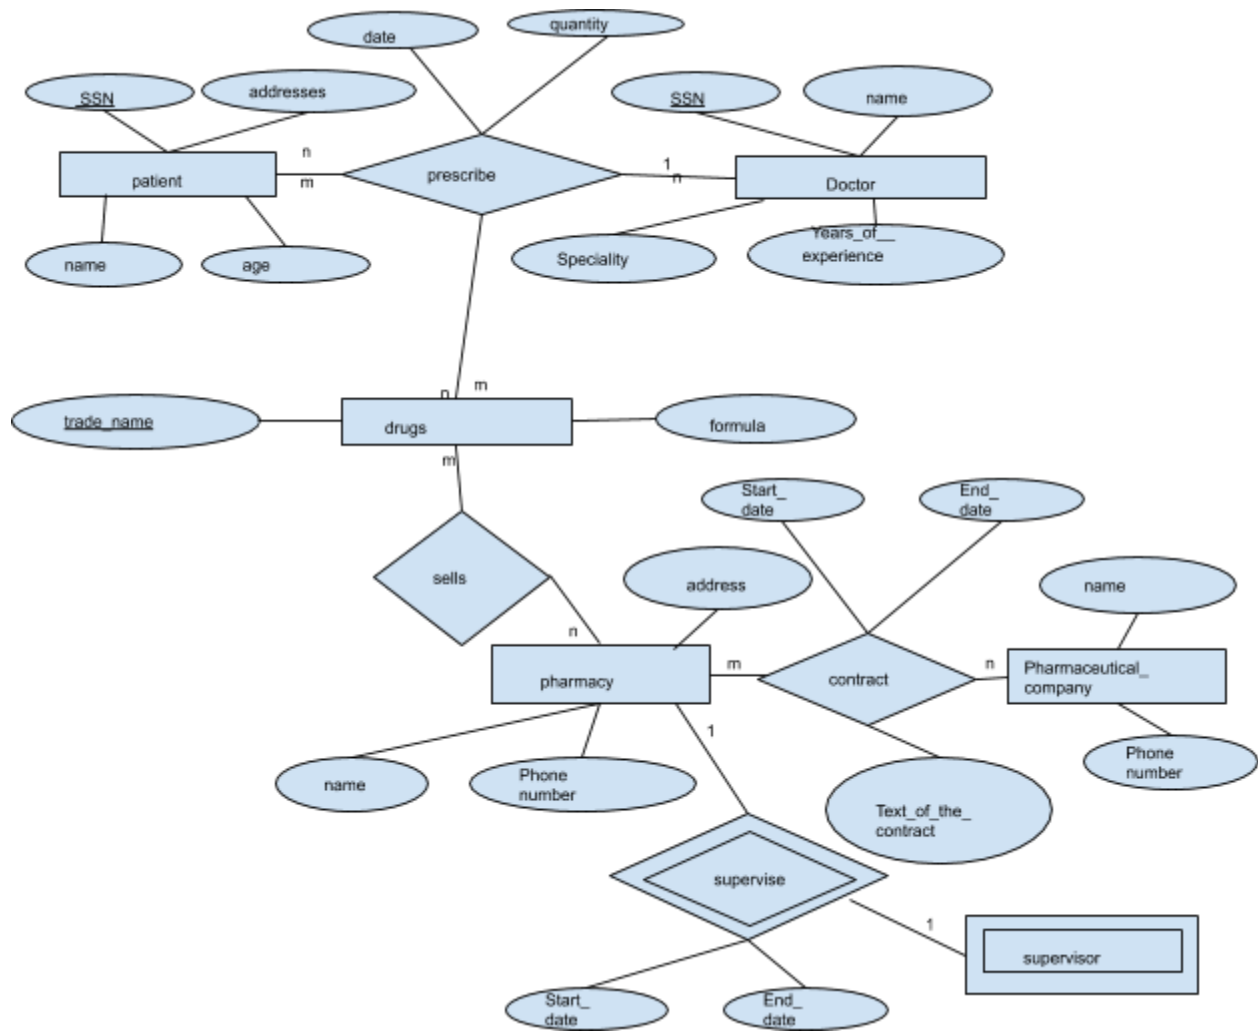 date
quantity
SSN
addresses
SSN
name
n
m
patient
prescribe
1
n
Doctor
name
age
Speciality
Years_of__
experience
n
m
trade_name
drugs
formula
m
Start_
date
End_
date
sells
address
name
n
pharmacy
m
contract
n
Pharmaceutical_
company
1
name
Phone
number
Phone
number
Text_of_the_
contract
supervise
1
supervisor
Start_
date
End_
date